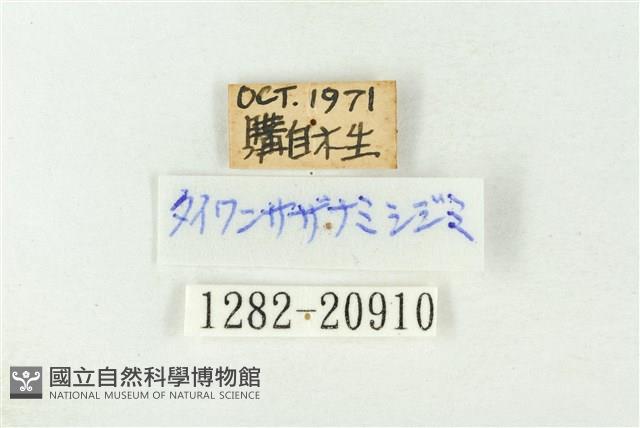 OCT. 1971
購自木生
タイワンサザナミシジミ
1282-20910
國立自然科學博物館
NATIONAL MUSEUM OF NATURAL SCIENCE